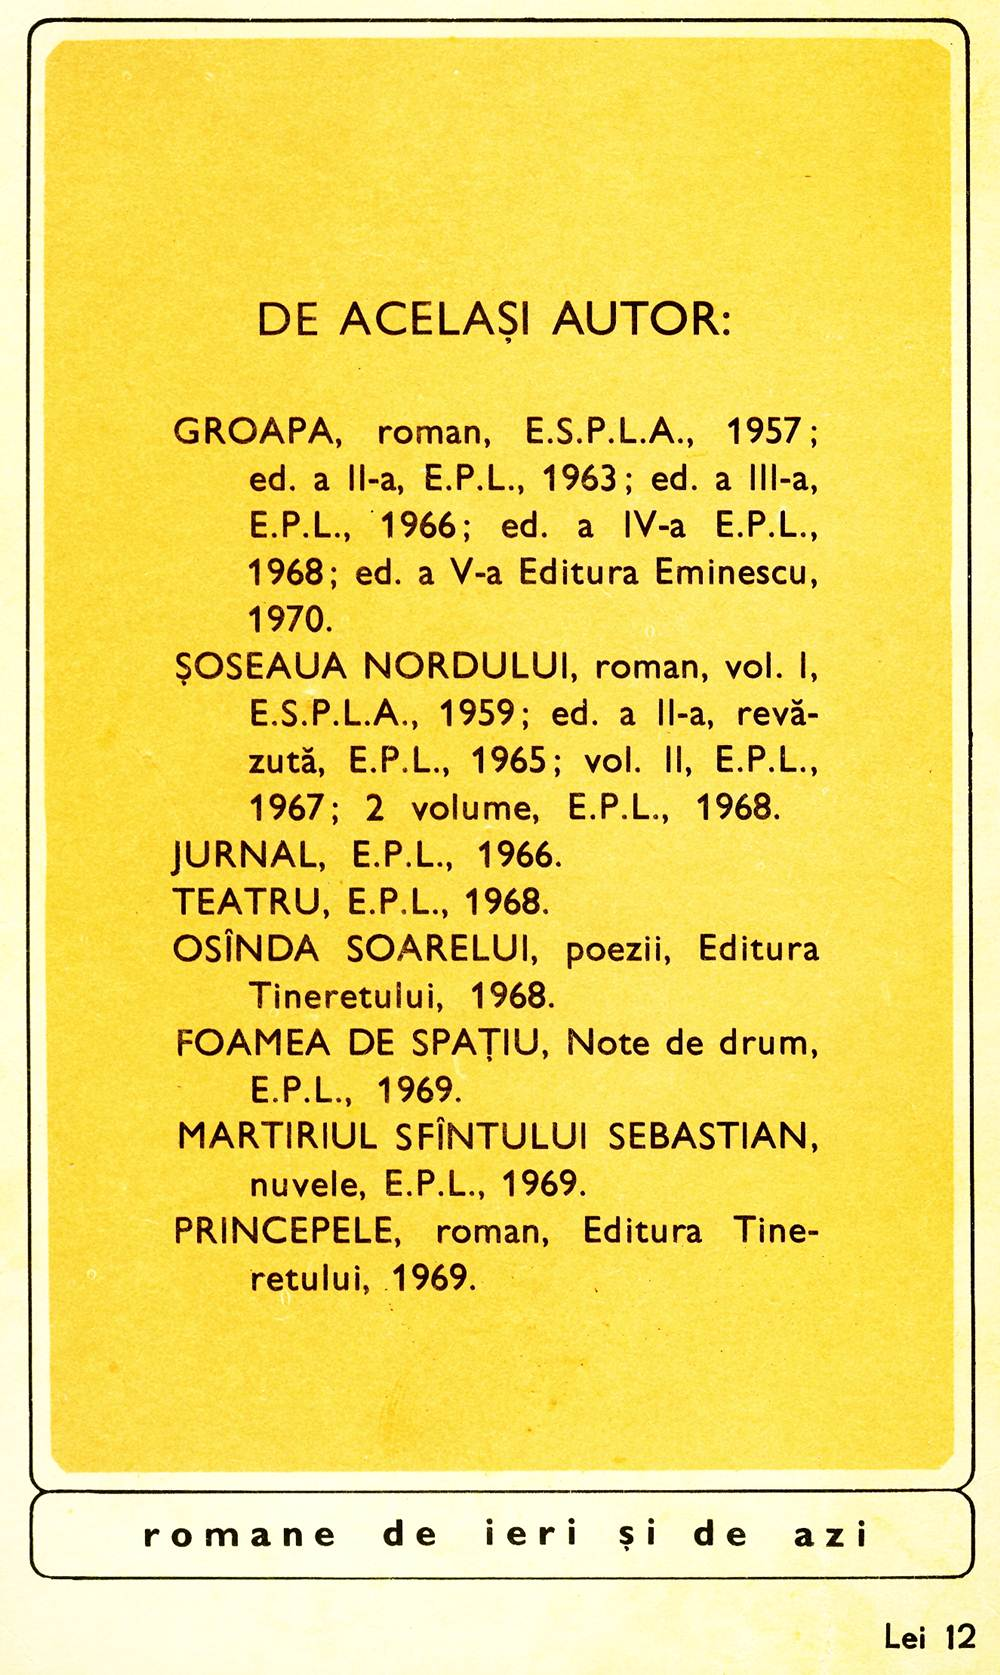 DE ACELAȘI AUTOR:
GROAPA, roman, E.S.P.L.A., 1957;
ed. a II-a, E.P.L., 1963; ed. a III-a,
E.P.L., 1966; ed. a IV-a E.P.L.,
1968; ed. a V-a Editura Eminescu,
1970.
ȘOSEAUA NORDULUI, roman, vol. I,
E.S.P.L.A., 1959; ed. a II-a, revă-
zută, E.P.L., 1965; vol. II, E.P.L.,
1967; 2 volume, E.P.L., 1968.
JURNAL, E.P.L., 1966.
TEATRU, E.P.L., 1968.
OSÎNDA SOARELUI, poezii, Editura
Tineretului, 1968.
FOAMEA DE SPAȚIU, Note de drum,
E.P.L., 1969.
MARTIRIUL SFÎNTULUI SEBASTIAN,
nuvele, E.P.L., 1969.
PRINCEPELE, roman, Editura Tine-
retului, 1969.
romane de ieri și de azi
Lei 12